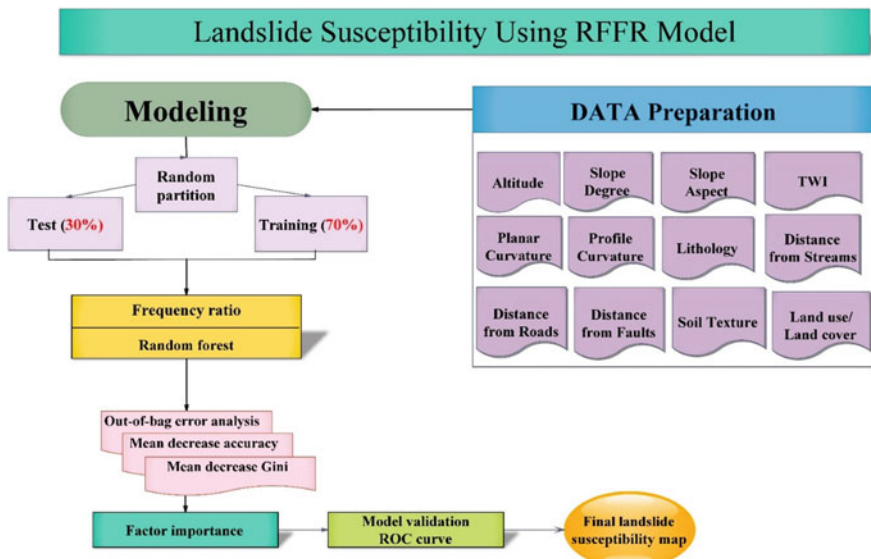 Landslide Susceptibility Using RFFR Model
Modeling
Random
partition
Test (30%)
Training (70%)
Frequency ratio
Random forest
Out-of-bag error analysis
Mean decrease accuracy
Mean decrease Gini
Factor importance
Model validation
ROC curve
Final landslide
susceptibility map
DATA Preparation
Altitude
Slope
Degree
Slope
Aspect
TWI
Planar
Curvature
Profile
Curvature
Lithology
Distance
from Streams
Distance
from Roads
Distance
from Faults
Soil Texture
Land use/
Land cover